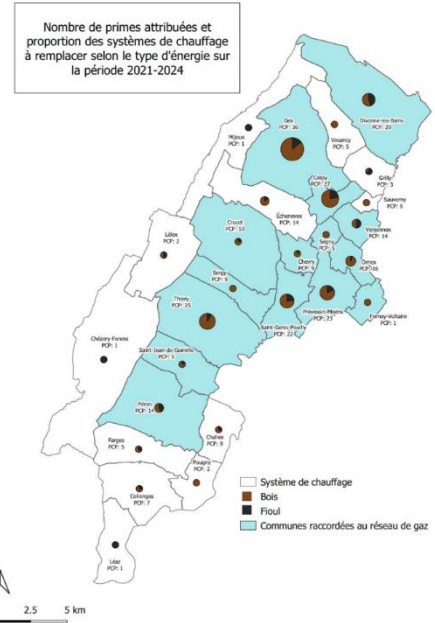 Nombre de primes attribuées et
proportion des systèmes de chauffage
à remplacer selon le type d'énergie sur
la période 2021-2024
Divonne-les-Bains
PCP: 20
Gex
PCP: 36
Mijoux
PCP: 1
Vesancy
PCP: 5
Grilly
PCP: 3
Cessy
PCP: 27
Sauverny
PCP: 6
Échenevex
PCP: 14
Versonnex
PCP: 14
Crozet
PCP: 10
Segny
PCP: 5
Lélex
PCP: 2
Chevry
PCP: 9
Ornex
PCP: 16
Sergy
PCP: 9
Thoiry
PCP: 25
Saint-Genis-Pouilly
PCP: 22
Prévessin-Moëns
PCP: 23
Ferney-Voltaire
PCP: 1
Chézery-Forens
PCP: 1
Saint-Jean-de-Gonville
Péron
PCP: 14
Farges
PCP: 5
Challex
PCP: 9
Pougny
PCP: 2
Collonges
PCP: 7
Léaz
PCP: 1
Système de chauffage
Bois
Fioul
Communes raccordées au réseau de gaz
2.5 5 km